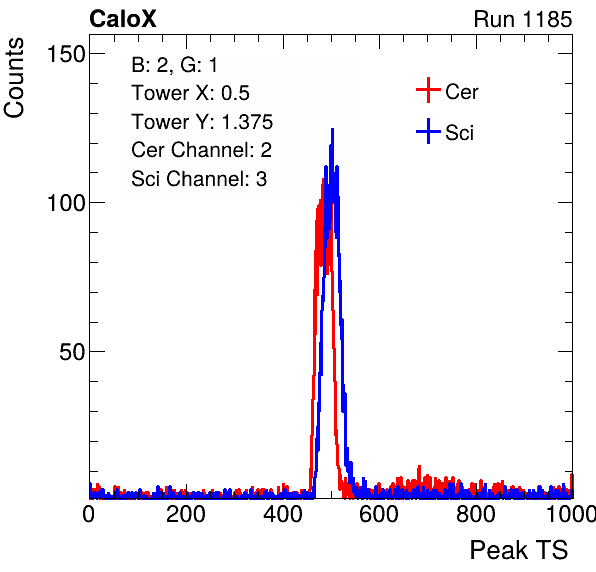 CaloX
Run 1185
Counts
150
100
50
B: 2, G: 1
Tower X: 0.5
Tower Y: 1.375
Cer Channel: 2
Sci Channel: 3
Cer
Sci
0
200
400
600
800
1000
Peak TS